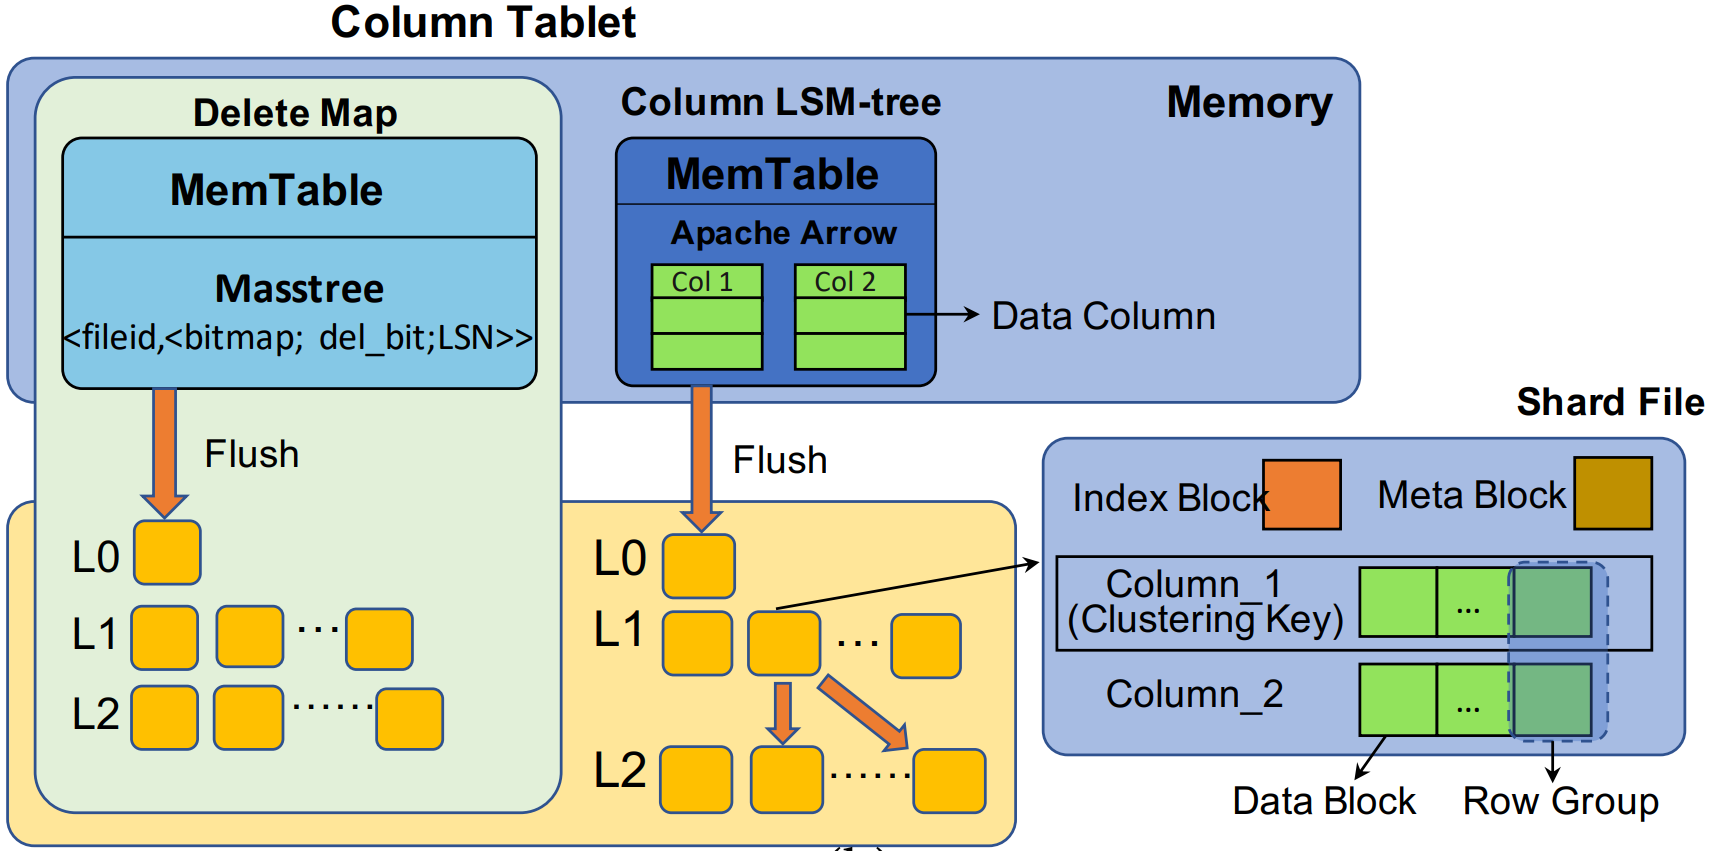 Column Tablet
Memory
Delete Map
MemTable
Masstree
<fileid,<bitmap; del_bit;LSN>>
Flush
L0
L1
...
L2
......
Column LSM-tree
MemTable
Apache Arrow
Col 1
Col 2
Data Column
Flush
L0
L1
...
L2
......
Shard File
Index Block
Meta Block
Column_1
(Clustering Key)
...
Column_2
...
Data Block
Row Group